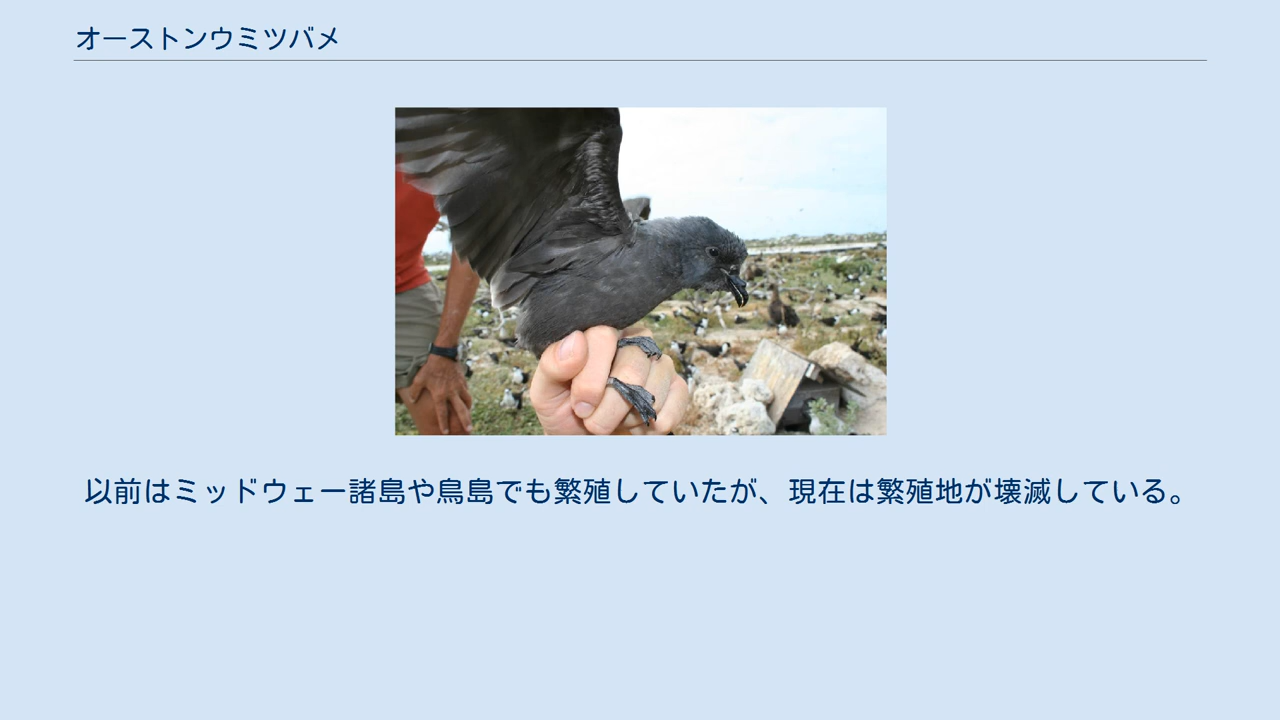 オーストンウミツバメ
以前はミッドウェー諸島や鳥島でも繁殖していたが、現在は繁殖地が壊滅している。